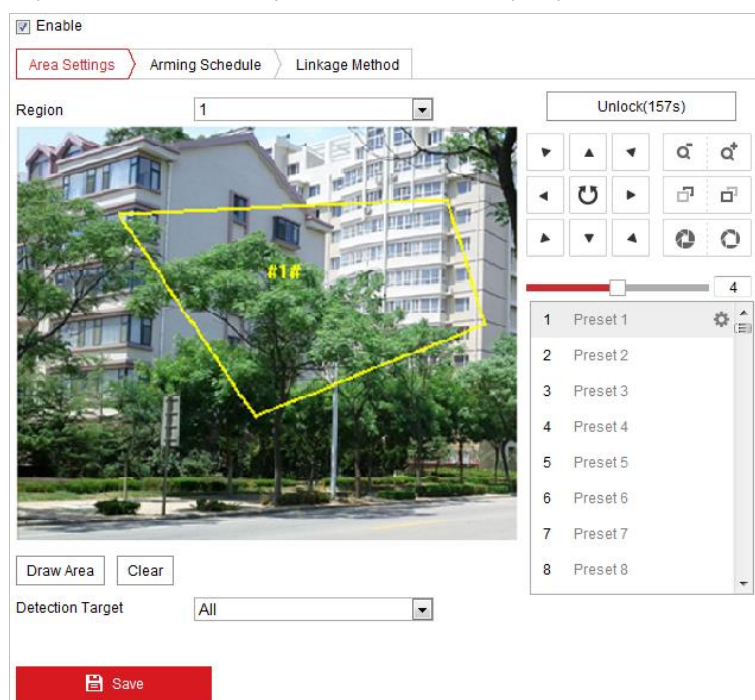 Enable
Area Settings Arming Schedule Linkage Method
Region 1
Unlock(157s)
#1#
4
1 Preset 1
2 Preset 2
3 Preset 3
4 Preset 4
5 Preset 5
6 Preset 6
7 Preset 7
8 Preset 8
Draw Area Clear
Detection Target All
Save